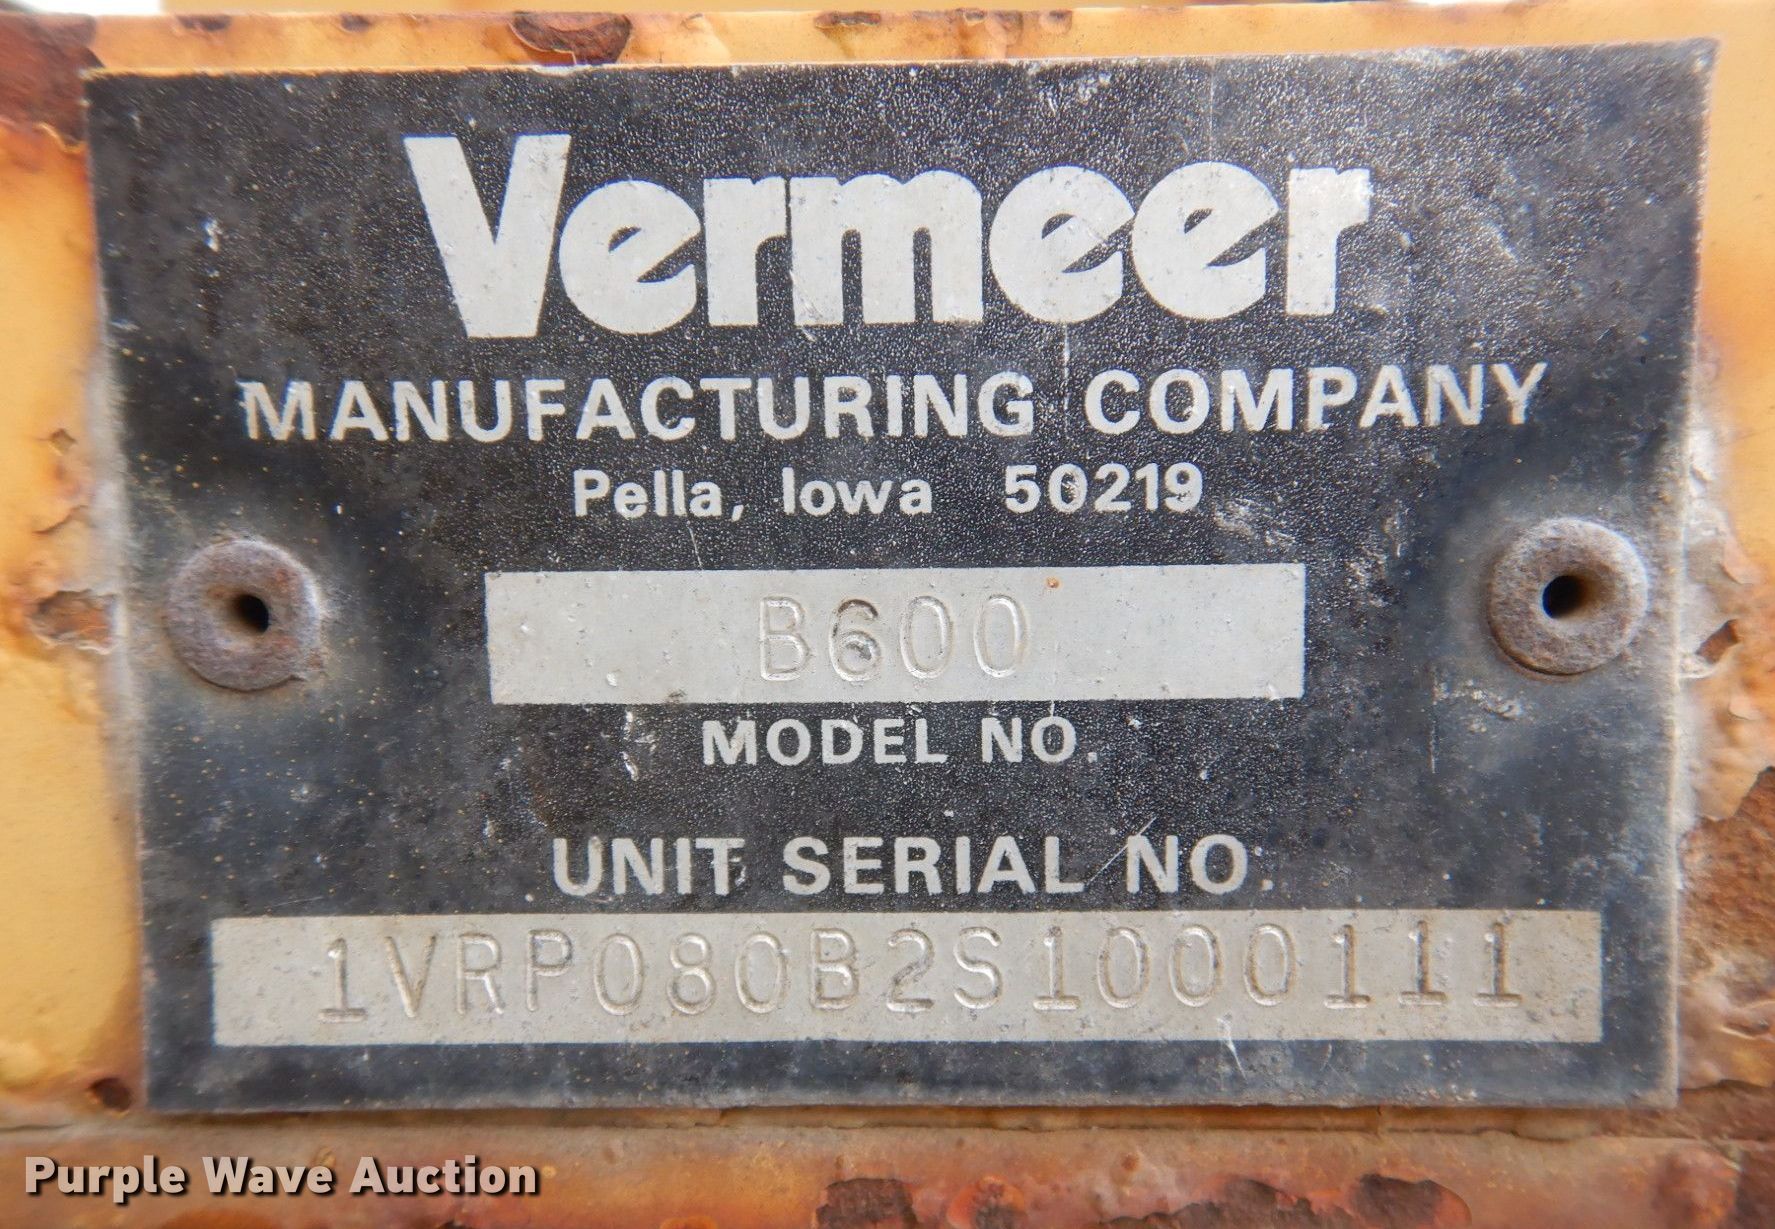 Vermeer
MANUFACTURING COMPANY
Pella, Iowa 50219
B600
MODEL NO.
UNIT SERIAL NO.
1VRP080B2S1000111
Purple Wave Auction